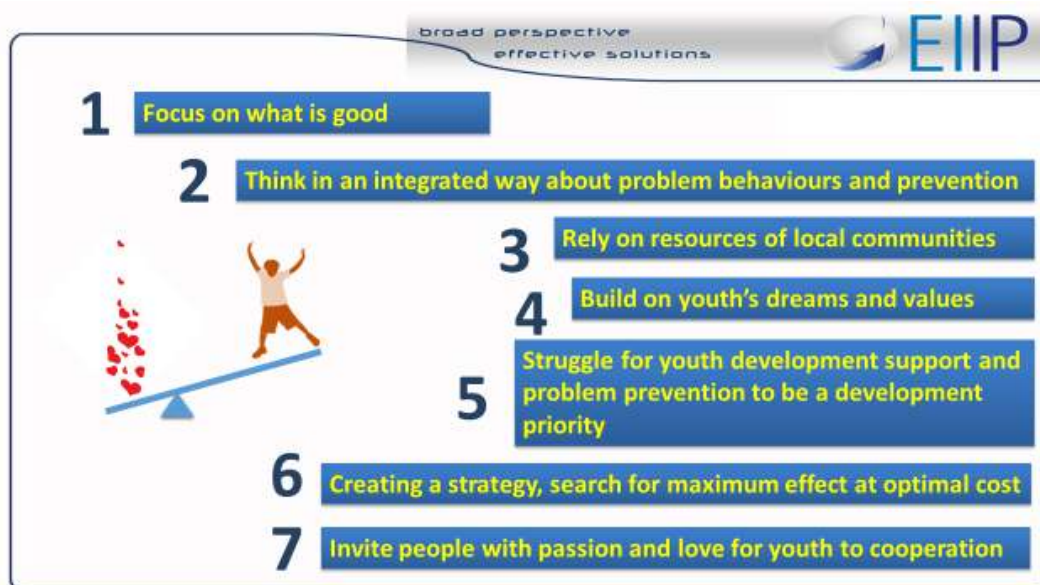 broad perspective
effective solutions
EIIP
1 Focus on what is good
2 Think in an integrated way about problem behaviours and prevention
3 Rely on resources of local communities
4 Build on youth's dreams and values
5 Struggle for youth development support and
problem prevention to be a development
priority
6 Creating a strategy, search for maximum effect at optimal cost
7 Invite people with passion and love for youth to cooperation